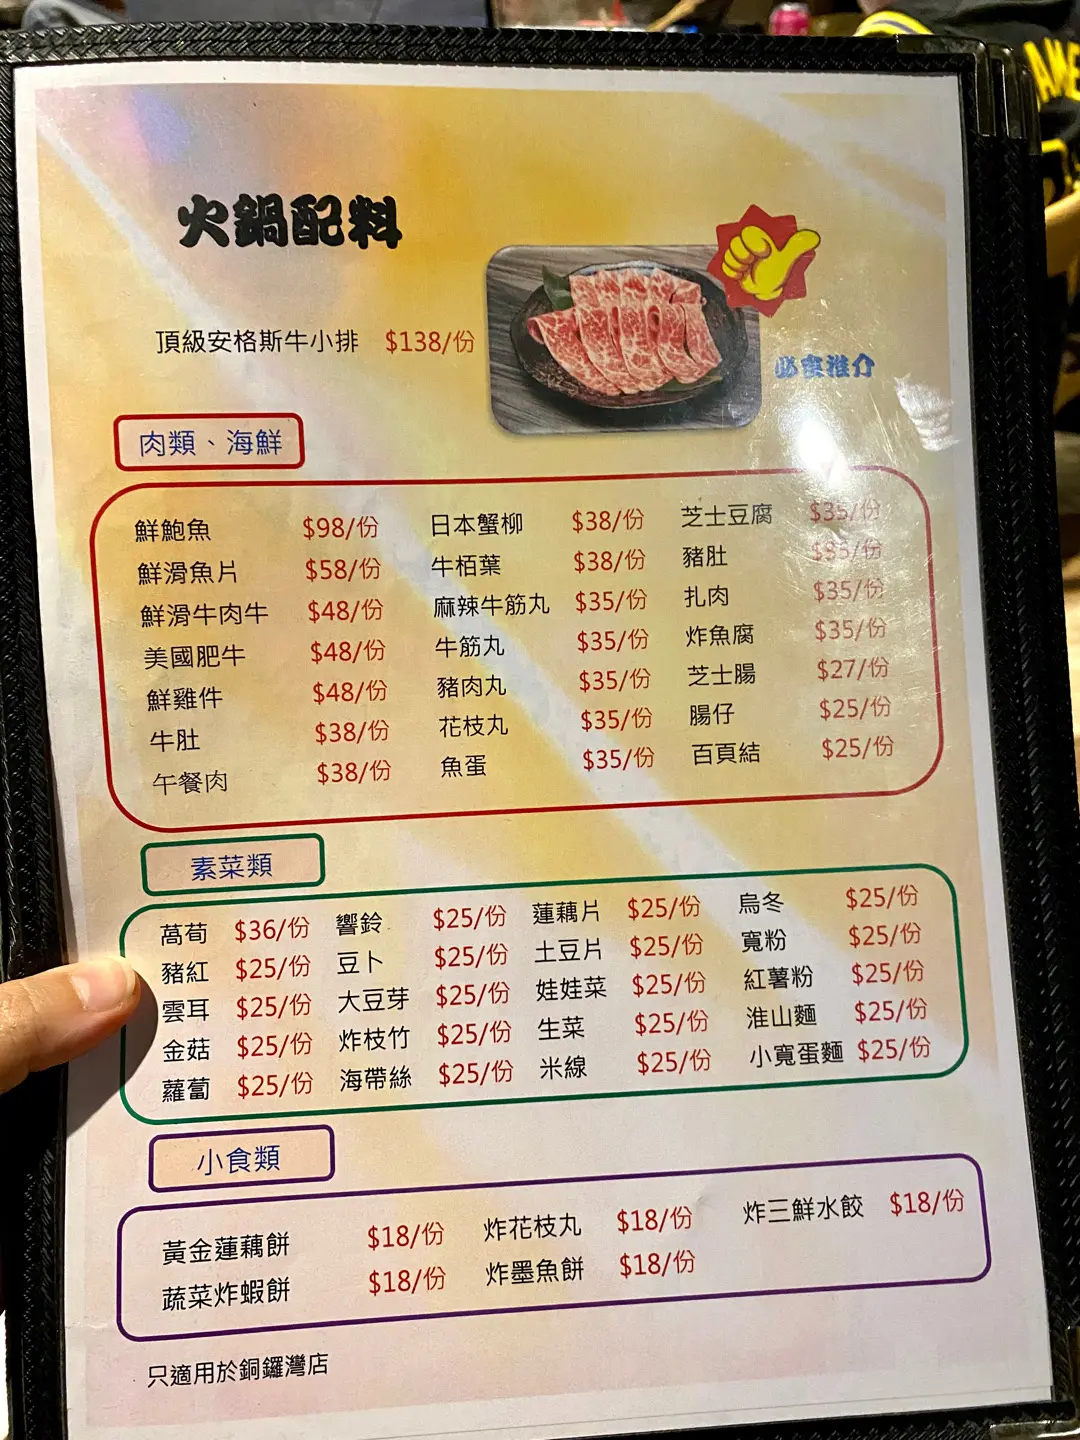 火鍋配料
頂級安格斯牛小排 $138/份
必食推介
肉類、海鮮
鮮鮑魚 $98/份 日本蟹柳 $38/份 芝士豆腐 $35/份
鮮滑魚片 $58/份 牛栢葉 $38/份 豬肚 $35/份
鮮滑牛肉牛 $48/份 麻辣牛筋丸 $35/份 扎肉 $35/份
美國肥牛 $48/份 牛筋丸 $35/份 炸魚腐 $35/份
鮮雞件 $48/份 豬肉丸 $35/份 芝士腸 $27/份
牛肚 $38/份 花枝丸 $35/份 腸仔 $25/份
午餐肉 $38/份 魚蛋 $35/份 百頁結 $25/份
素菜類
萵荀 $36/份 響鈴 $25/份 蓮藕片 $25/份 烏冬 $25/份
豬紅 $25/份 豆卜 $25/份 土豆片 $25/份 寬粉 $25/份
雲耳 $25/份 大豆芽 $25/份 娃娃菜 $25/份 紅薯粉 $25/份
金菇 $25/份 炸枝竹 $25/份 生菜 $25/份 淮山麵 $25/份
蘿蔔 $25/份 海帶絲 $25/份 米線 $25/份 小寬蛋麵 $25/份
小食類
黃金蓮藕餅 $18/份 炸花枝丸 $18/份 炸三鮮水餃 $18/份
蔬菜炸蝦餅 $18/份 炸墨魚餅 $18/份
只適用於銅鑼灣店